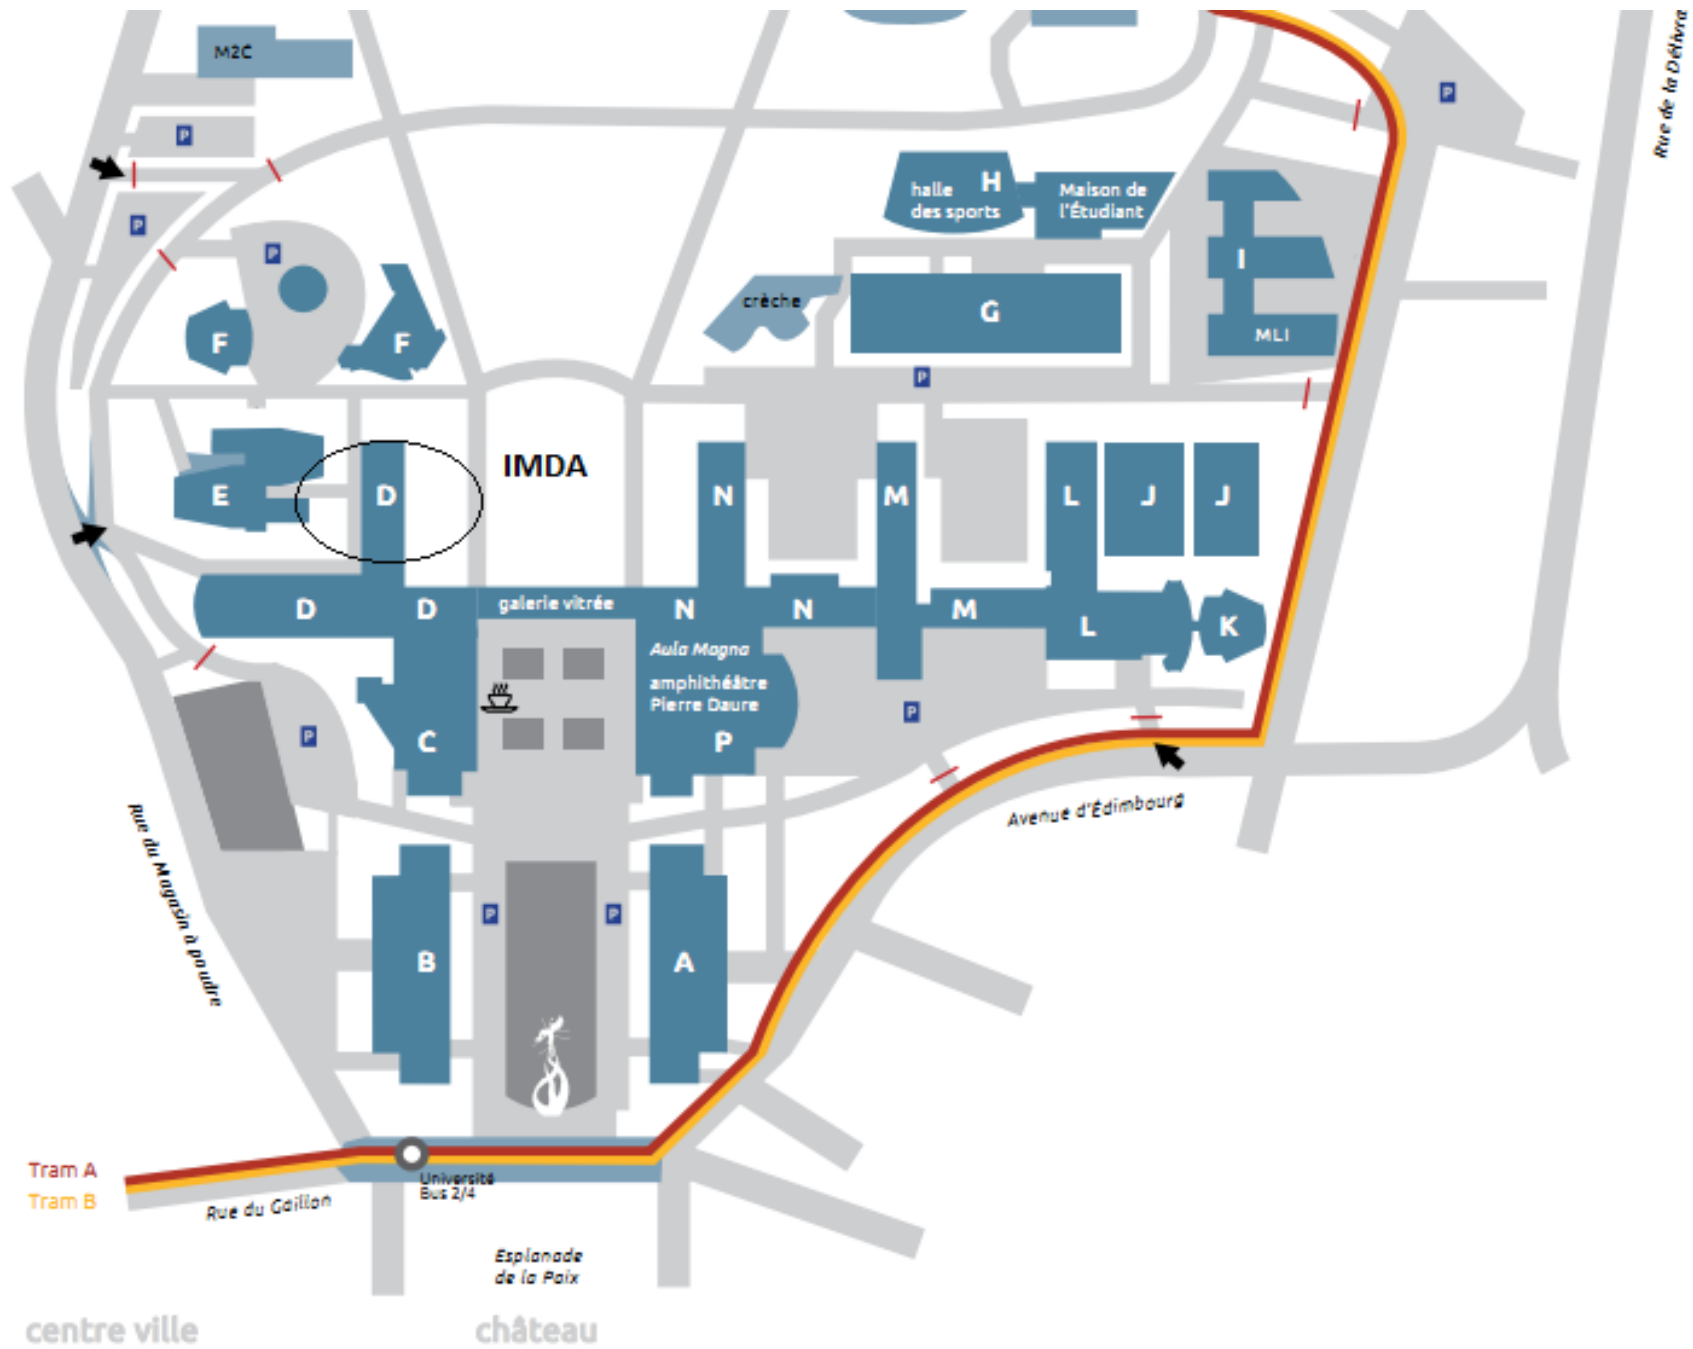 M2C
P
Rue de la Délivra
P
P
H
halle
des sports
Maison de
l'Étudiant
P
I
crèche
G
F
F
MLI
P
IMDA
E
D
N
M
L
J
J
D
D
galerie vitrée
N
N
M
L
K
Aula Magna
amphithéâtre
Pierre Daure
P
P
C
P
Avenue d'Édimbourg
Rue du Magasin à poudre
P
P
B
A
Tram A
Tram B
Université
Bus 2/4
Rue du Gaillon
Esplanade
de la Paix
centre ville
château